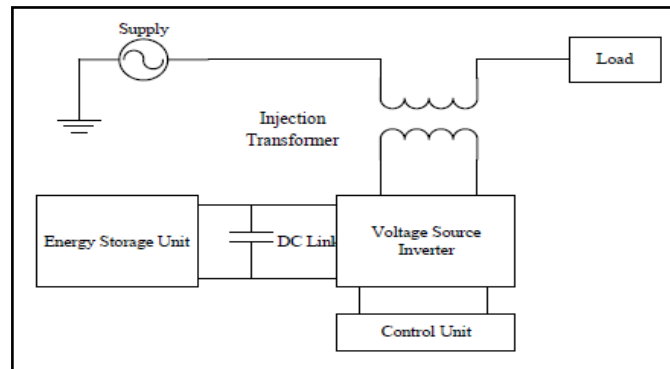 Supply
Load
Injection
Transformer
Energy Storage Unit
DC Link
Voltage Source
Inverter
Control Unit